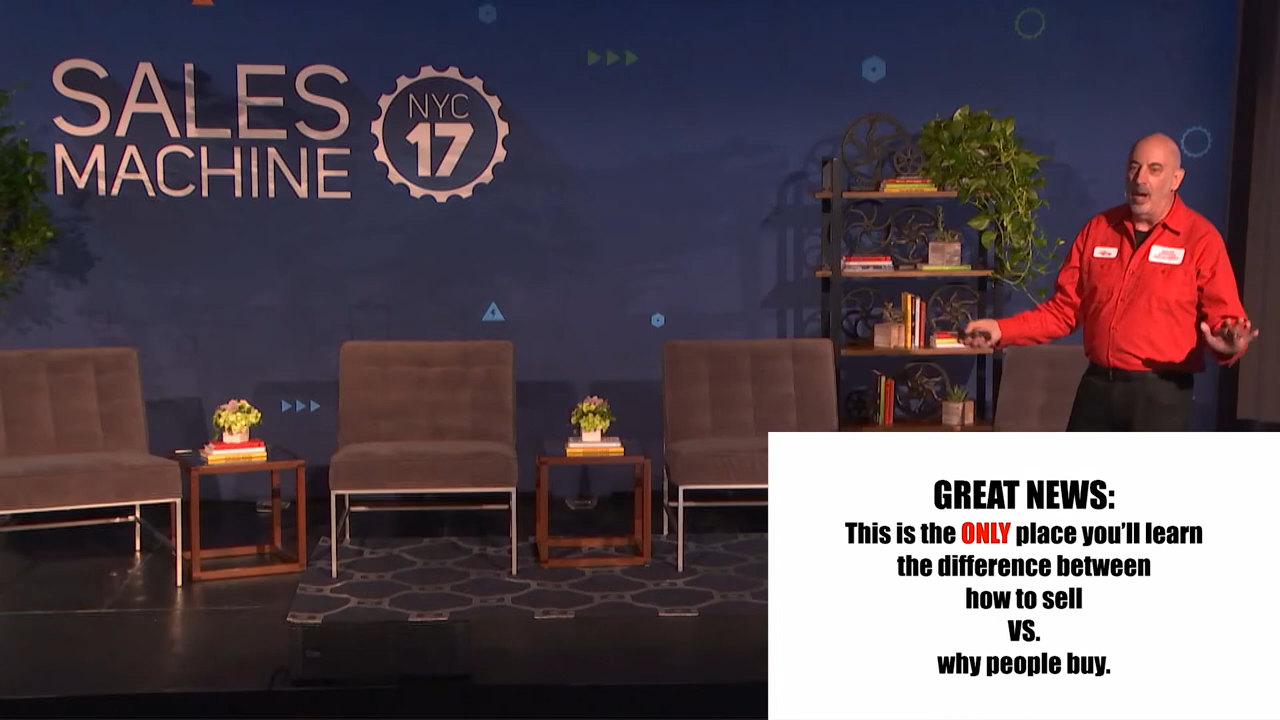 SALES
MACHINE
NYC
17
GREAT NEWS:
This is the ONLY place you’ll learn
the difference between
how to sell
VS.
why people buy.